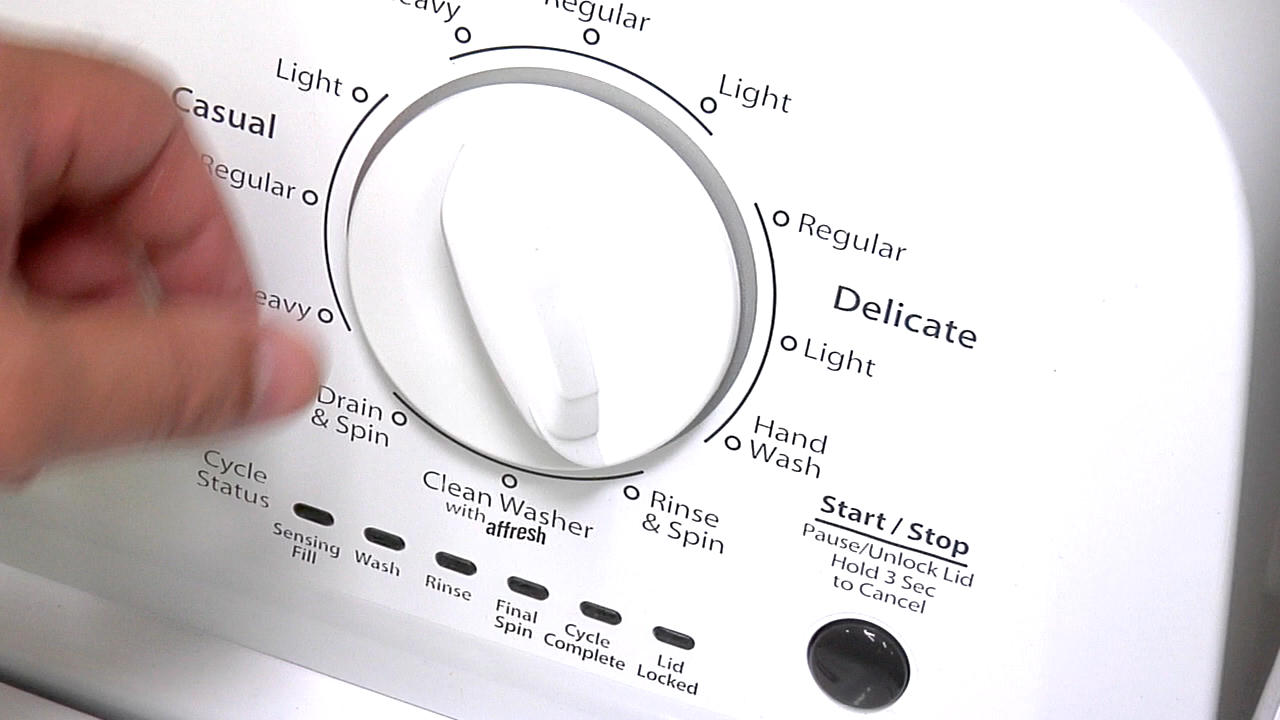 Regular
Light
Light
Casual
Regular
Regular
Delicate
Light
Hand
Wash
Drain
& Spin
Clean Washer
with affresh
Rinse
& Spin
Cycle
Status
Sensing
Fill
Wash
Rinse
Final
Spin
Cycle
Complete
Lid
Locked
Start / Stop
Pause/Unlock Lid
Hold 3 Sec
to Cancel